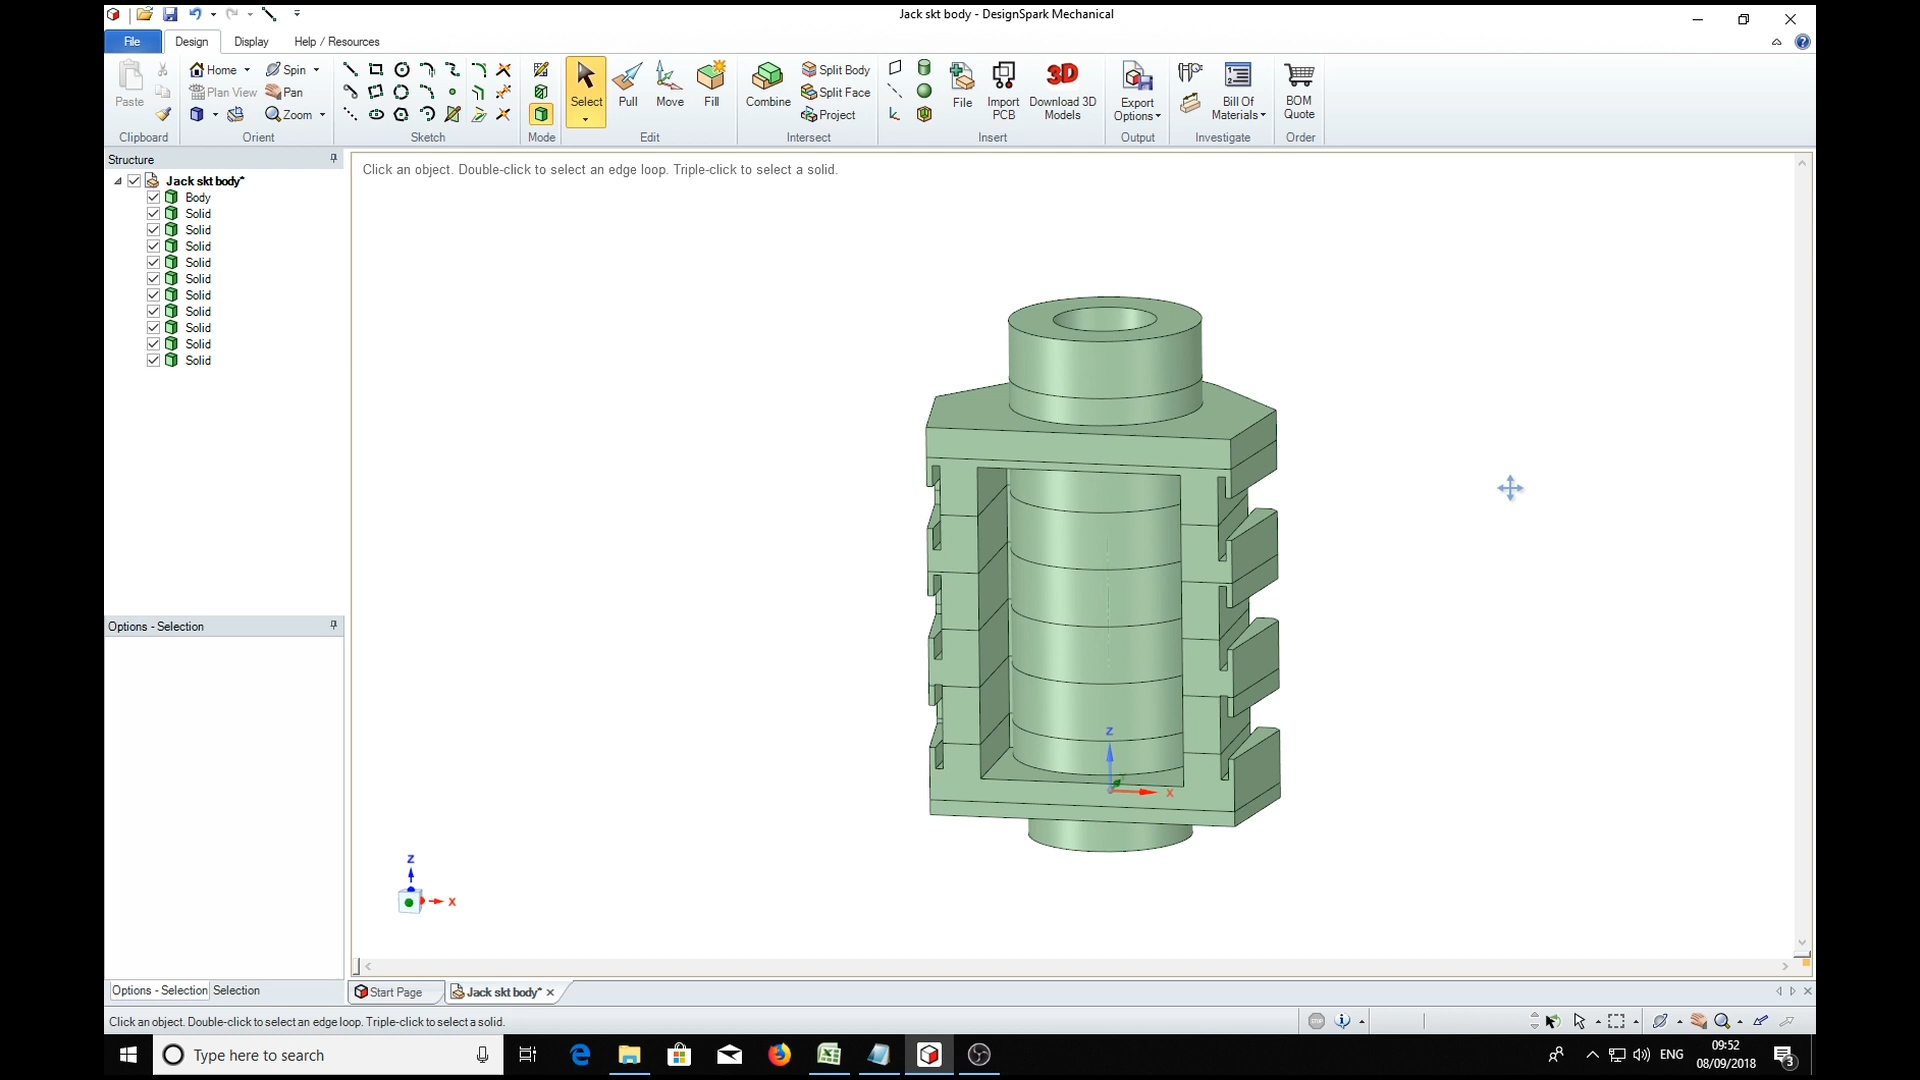 Jack skt body - DesignSpark Mechanical
File
Design
Display
Help / Resources
Paste
Clipboard
Home
Plan View
Spin
Pan
Zoom
Orient
Sketch
Mode
Select
Pull
Move
Fill
Edit
Combine
Split Body
Split Face
Project
Intersect
File
Import PCB
Download 3D Models
Insert
Export Options
Output
Bill Of Materials
Investigate
BOM Quote
Order
Structure
Jack skt body*
Body
Solid
Solid
Solid
Solid
Solid
Solid
Solid
Solid
Solid
Solid
Click an object. Double-click to select an edge loop. Triple-click to select a solid.
Z
X
Z
X
Options - Selection
Options - Selection
Selection
Start Page
Jack skt body*
Click an object. Double-click to select an edge loop. Triple-click to select a solid.
Type here to search
ENG
09:52
08/09/2018
3